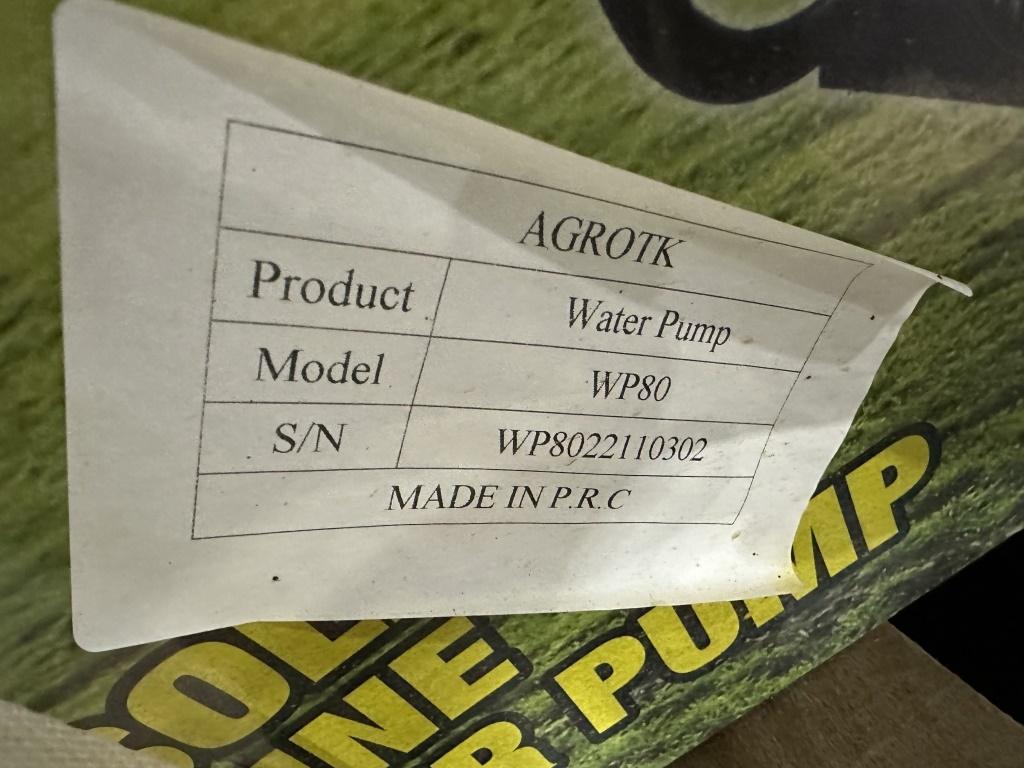 AGROTK
Product Water Pump
Model WP80
S/N WP8022110302
MADE IN P.R.C
PUMP